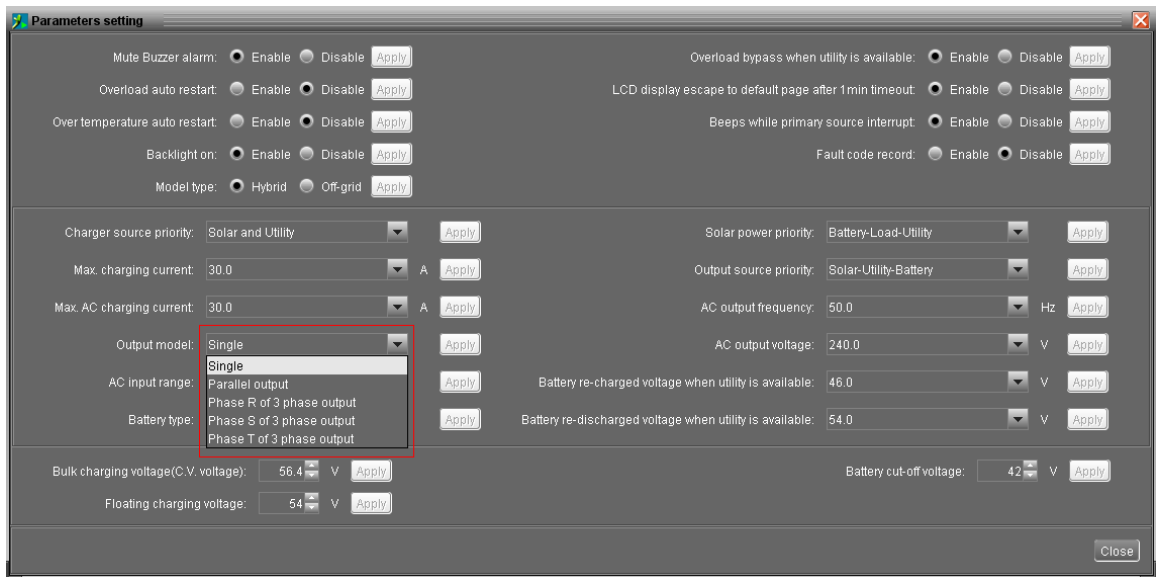 Parameters setting
Mute Buzzer alarm: Enable Disable Apply
Overload bypass when utility is available: Enable Disable Apply
Overload auto restart: Enable Disable Apply
LCD display escape to default page after 1min timeout: Enable Disable Apply
Over temperature auto restart: Enable Disable Apply
Beeps while primary source interrupt: Enable Disable Apply
Backlight on: Enable Disable Apply
Fault code record: Enable Disable Apply
Model type: Hybrid Off-grid Apply
Charger source priority: Solar and Utility Apply
Solar power priority: Battery-Load-Utility Apply
Max. charging current: 30.0 A Apply
Output source priority: Solar-Utility-Battery Apply
Max. AC charging current: 30.0 A Apply
AC output frequency: 50.0 Hz Apply
Output model: Single Apply
AC output voltage: 240.0 V Apply
Single
Parallel output
Phase R of 3 phase output
Phase S of 3 phase output
Phase T of 3 phase output
AC input range: Apply
Battery re-charged voltage when utility is available: 46.0 V Apply
Battery type: Apply
Battery re-discharged voltage when utility is available: 54.0 V Apply
Bulk charging voltage(C.V. voltage): 56.4 V Apply
Battery cut-off voltage: 42 V Apply
Floating charging voltage: 54 V Apply
Close